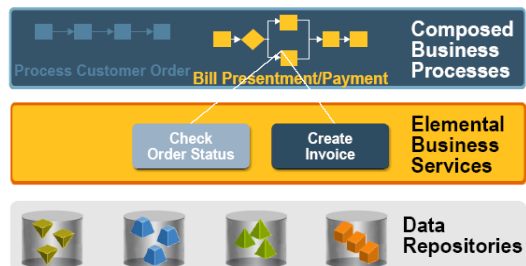 Process Customer Order
Bill Presentment/Payment
Composed
Business
Processes
Check
Order Status
Create
Invoice
Elemental
Business
Services
Data
Repositories